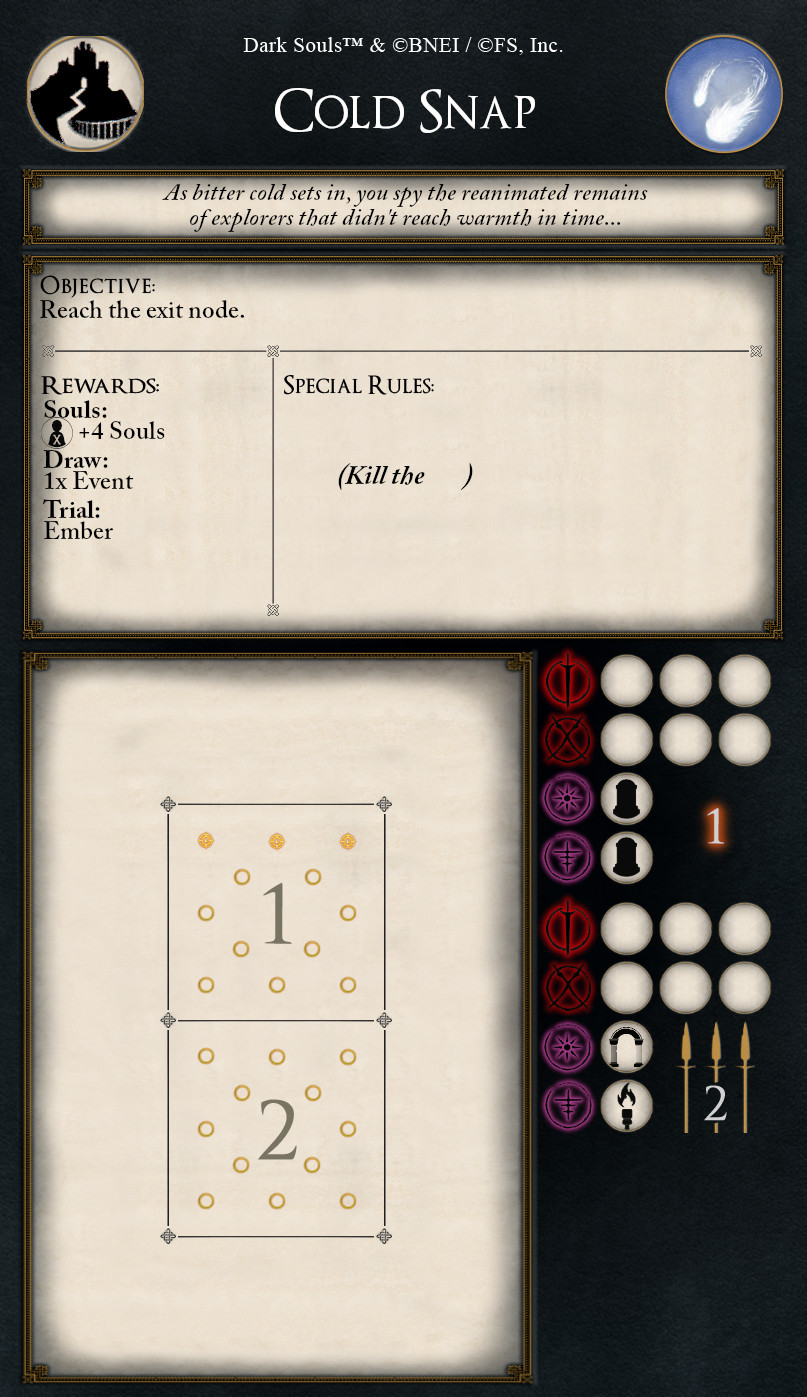 Dark Souls™ & ©BNEI / ©FS, Inc.
Cold Snap
As bitter cold sets in, you spy the reanimated remains
of explorers that didn't reach warmth in time...
Objective:
Reach the exit node.
Rewards:
Souls:
X +4 Souls
Draw:
1x Event
Trial:
Ember
Special Rules:
(Kill the )
1
2
1
2